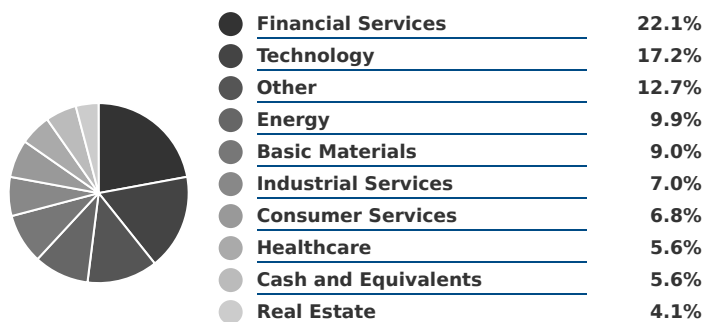 Financial Services 22.1%
Technology 17.2%
Other 12.7%
Energy 9.9%
Basic Materials 9.0%
Industrial Services 7.0%
Consumer Services 6.8%
Healthcare 5.6%
Cash and Equivalents 5.6%
Real Estate 4.1%